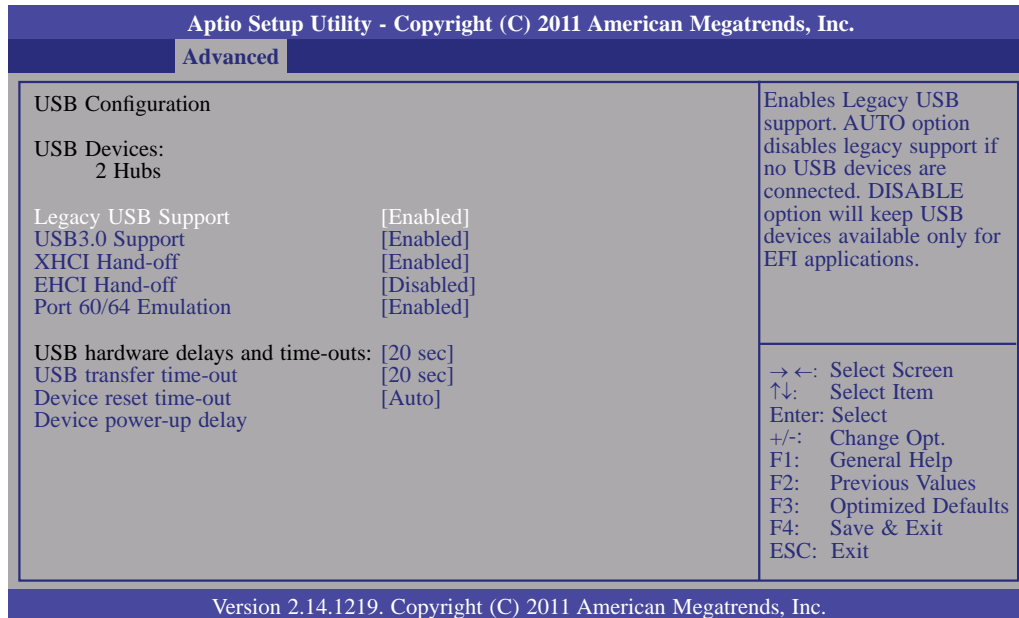 Aptio Setup Utility - Copyright (C) 2011 American Megatrends, Inc.
Advanced
USB Configuration
USB Devices:
2 Hubs
Legacy USB Support [Enabled]
USB3.0 Support [Enabled]
XHCI Hand-off [Enabled]
EHCI Hand-off [Disabled]
Port 60/64 Emulation [Enabled]
USB hardware delays and time-outs: [20 sec]
USB transfer time-out [20 sec]
Device reset time-out [Auto]
Device power-up delay
Enables Legacy USB
support. AUTO option
disables legacy support if
no USB devices are
connected. DISABLE
option will keep USB
devices available only for
EFI applications.
→ ←: Select Screen
↑↓: Select Item
Enter: Select
+/-: Change Opt.
F1: General Help
F2: Previous Values
F3: Optimized Defaults
F4: Save & Exit
ESC: Exit
Version 2.14.1219. Copyright (C) 2011 American Megatrends, Inc.